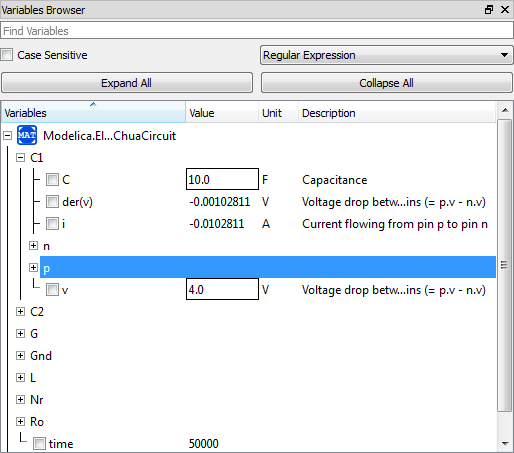 Variables Browser
Find Variables
Case Sensitive Regular Expression
Expand All Collapse All
Variables Value Unit Description
MAT Modelica.El...ChuaCircuit
C1
C 10.0 F Capacitance
der(v) -0.00102811 V Voltage drop betw...ins (= p.v - n.v)
i -0.0102811 A Current flowing from pin p to pin n
n
p
v 4.0 V Voltage drop betw...ins (= p.v - n.v)
C2
G
Gnd
L
Nr
Ro
time 50000